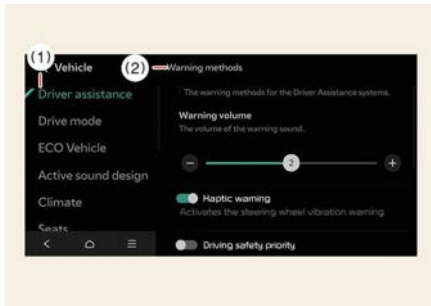 (1)
Vehicle
(2)
Warning methods
Driver assistance
The warning methods for the Driver Assistance systems.
Drive mode
Warning volume
The volume of the warning sound.
ECO Vehicle
2
Active sound design
Haptic warning
Activates the steering wheel vibration warning
Climate
Seats
Driving safety priority